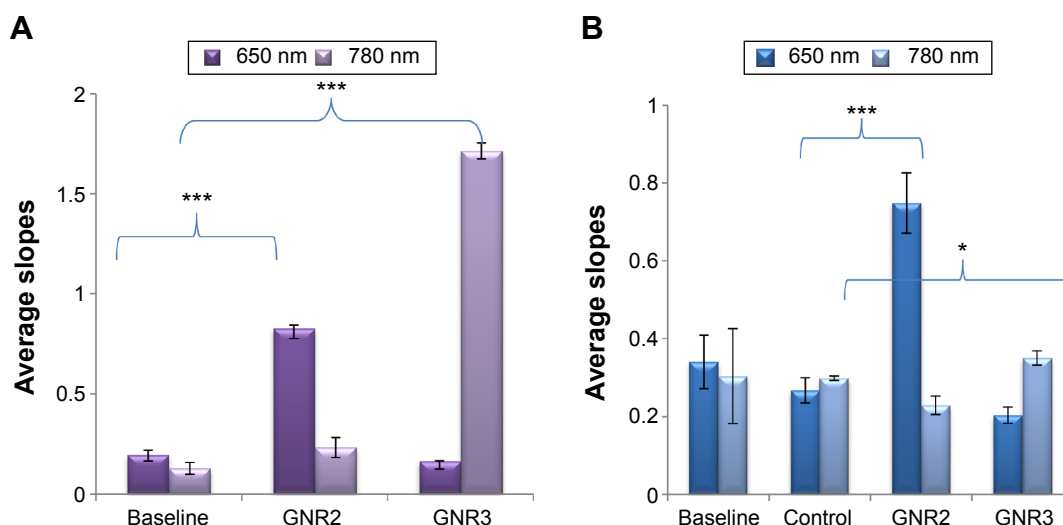 A
650 nm 780 nm
Average slopes
2
1.5
1
0.5
0
***
***
Baseline GNR2 GNR3
B
650 nm 780 nm
Average slopes
1
0.8
0.6
0.4
0.2
0
***
*
Baseline Control GNR2 GNR3